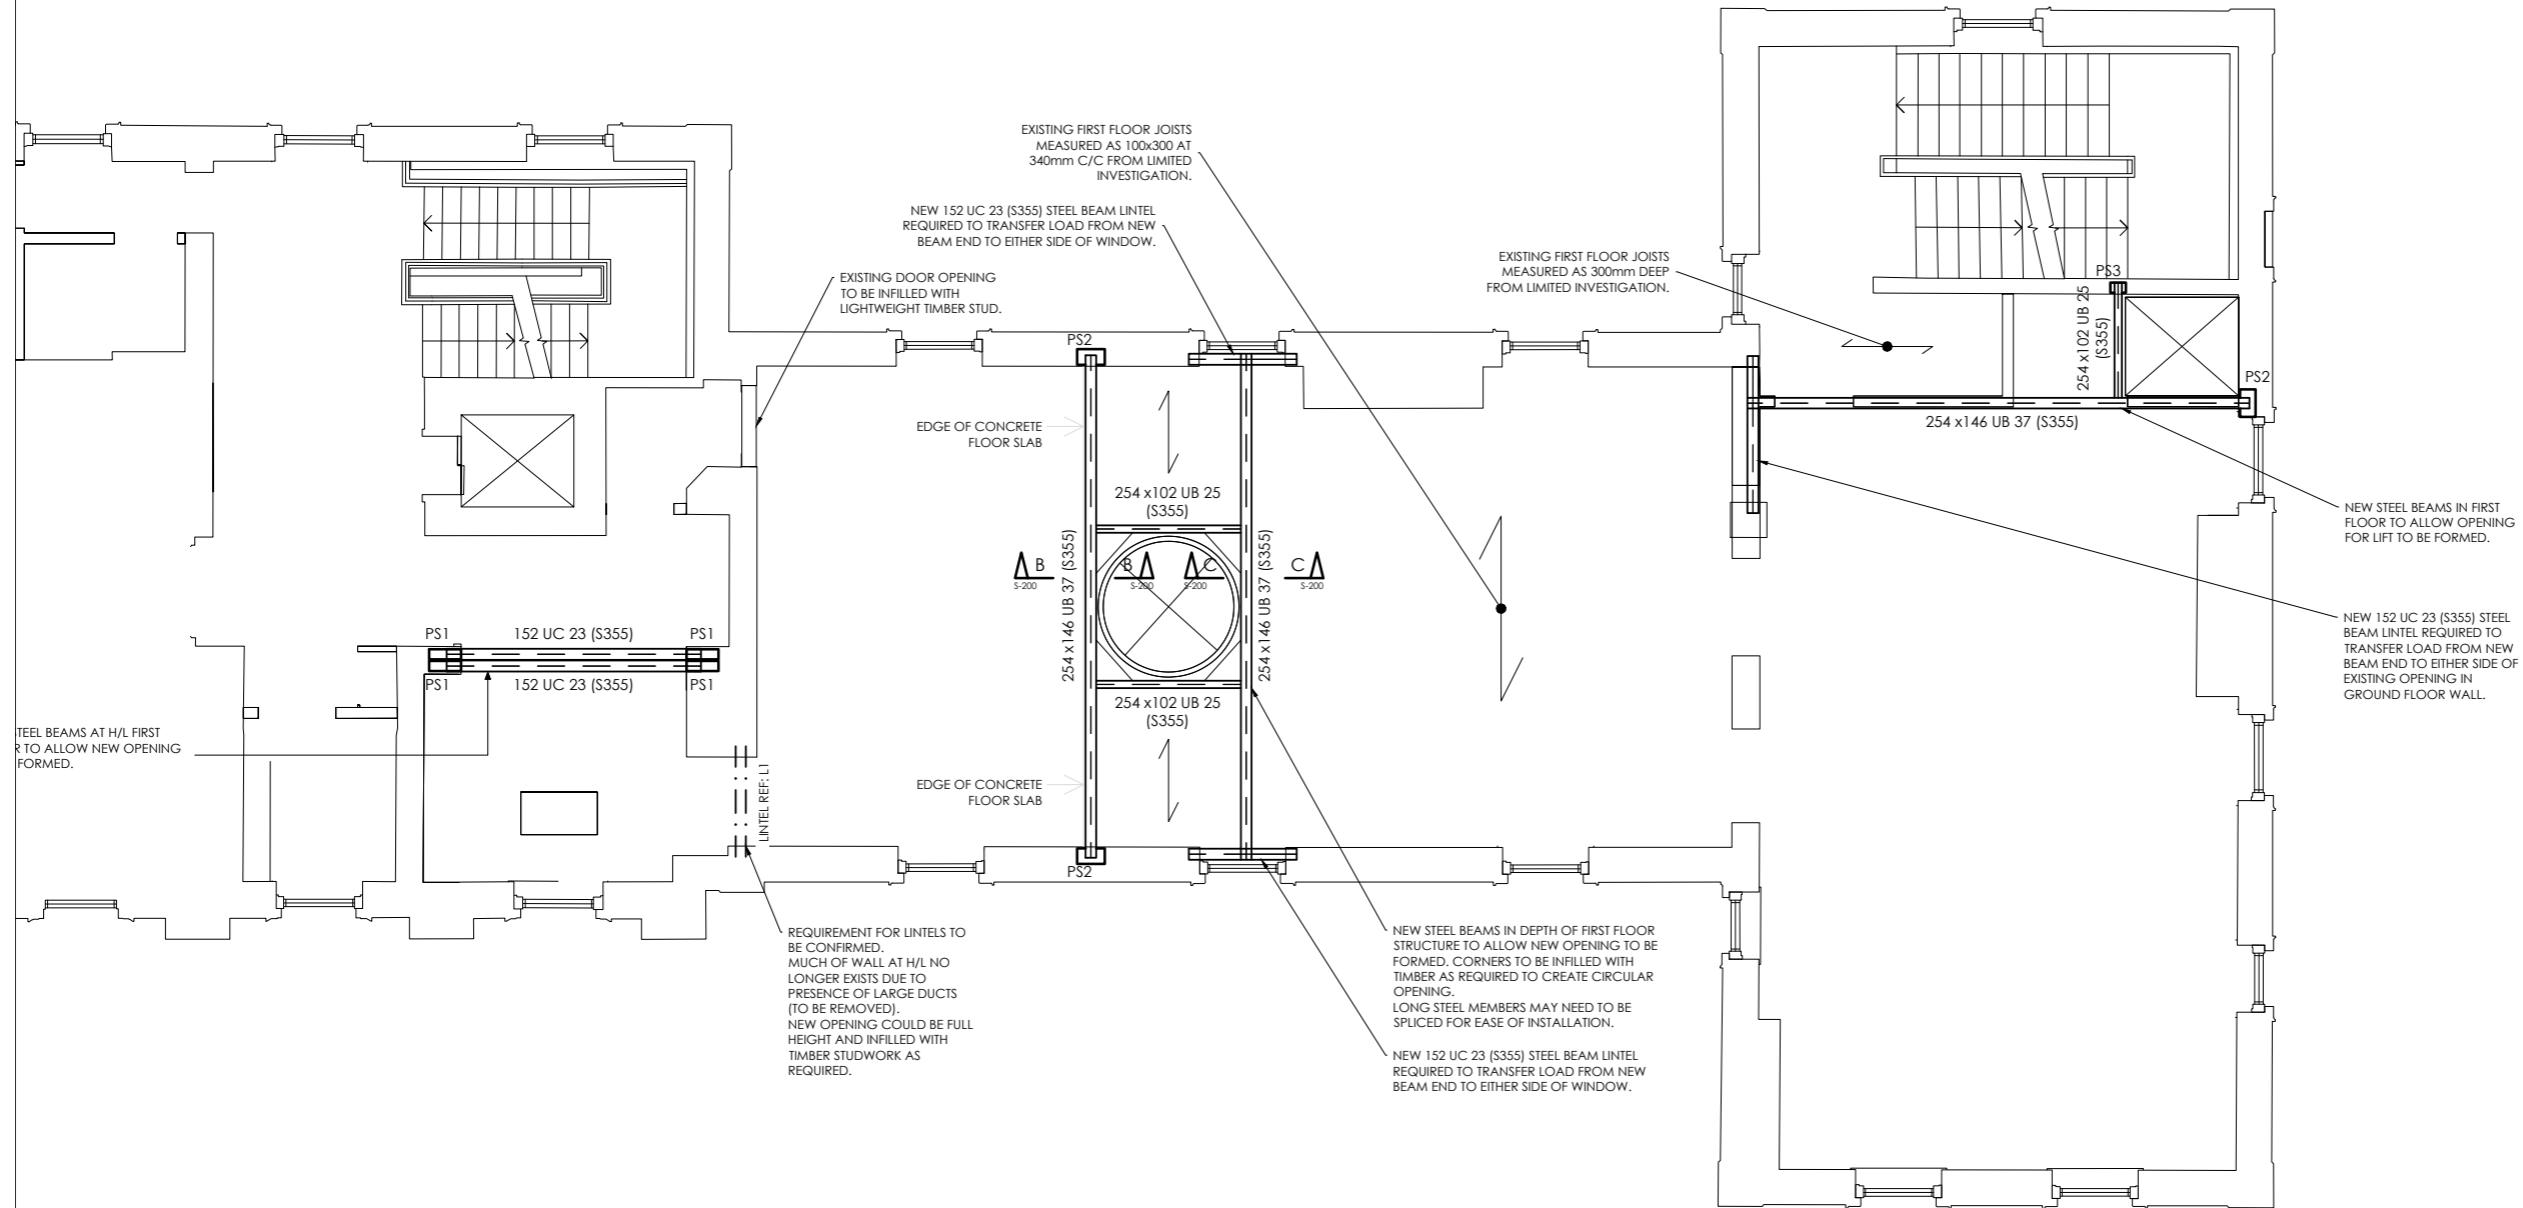 EXISTING FIRST FLOOR JOISTS
MEASURED AS 100x300 AT
340mm C/C FROM LIMITED
INVESTIGATION.
NEW 152 UC 23 (S355) STEEL BEAM LINTEL
REQUIRED TO TRANSFER LOAD FROM NEW
BEAM END TO EITHER SIDE OF WINDOW.
EXISTING DOOR OPENING
TO BE INFILLED WITH
LIGHTWEIGHT TIMBER STUD.
EXISTING FIRST FLOOR JOISTS
MEASURED AS 300mm DEEP
FROM LIMITED INVESTIGATION.
PS3
254 x102 UB 25
(S355)
PS2
254 x146 UB 37 (S355)
PS2
EDGE OF CONCRETE
FLOOR SLAB
254 x102 UB 25
(S355)
254 x 146 UB 37 (S355)
254 x 146 UB 37 (S355)
B
S-200
B
S-200
C
S-200
C
S-200
254 x102 UB 25
(S355)
EDGE OF CONCRETE
FLOOR SLAB
PS2
NEW STEEL BEAMS IN FIRST
FLOOR TO ALLOW OPENING
FOR LIFT TO BE FORMED.
NEW 152 UC 23 (S355) STEEL
BEAM LINTEL REQUIRED TO
TRANSFER LOAD FROM NEW
BEAM END TO EITHER SIDE OF
EXISTING OPENING IN
GROUND FLOOR WALL.
PS1
152 UC 23 (S355)
PS1
PS1
152 UC 23 (S355)
PS1
STEEL BEAMS AT H/L FIRST
R TO ALLOW NEW OPENING
FORMED.
LINTEL REF: L1
REQUIREMENT FOR LINTELS TO
BE CONFIRMED.
MUCH OF WALL AT H/L NO
LONGER EXISTS DUE TO
PRESENCE OF LARGE DUCTS
(TO BE REMOVED).
NEW OPENING COULD BE FULL
HEIGHT AND INFILLED WITH
TIMBER STUDWORK AS
REQUIRED.
NEW STEEL BEAMS IN DEPTH OF FIRST FLOOR
STRUCTURE TO ALLOW NEW OPENING TO BE
FORMED. CORNERS TO BE INFILLED WITH
TIMBER AS REQUIRED TO CREATE CIRCULAR
OPENING.
LONG STEEL MEMBERS MAY NEED TO BE
SPLICED FOR EASE OF INSTALLATION.
NEW 152 UC 23 (S355) STEEL BEAM LINTEL
REQUIRED TO TRANSFER LOAD FROM NEW
BEAM END TO EITHER SIDE OF WINDOW.